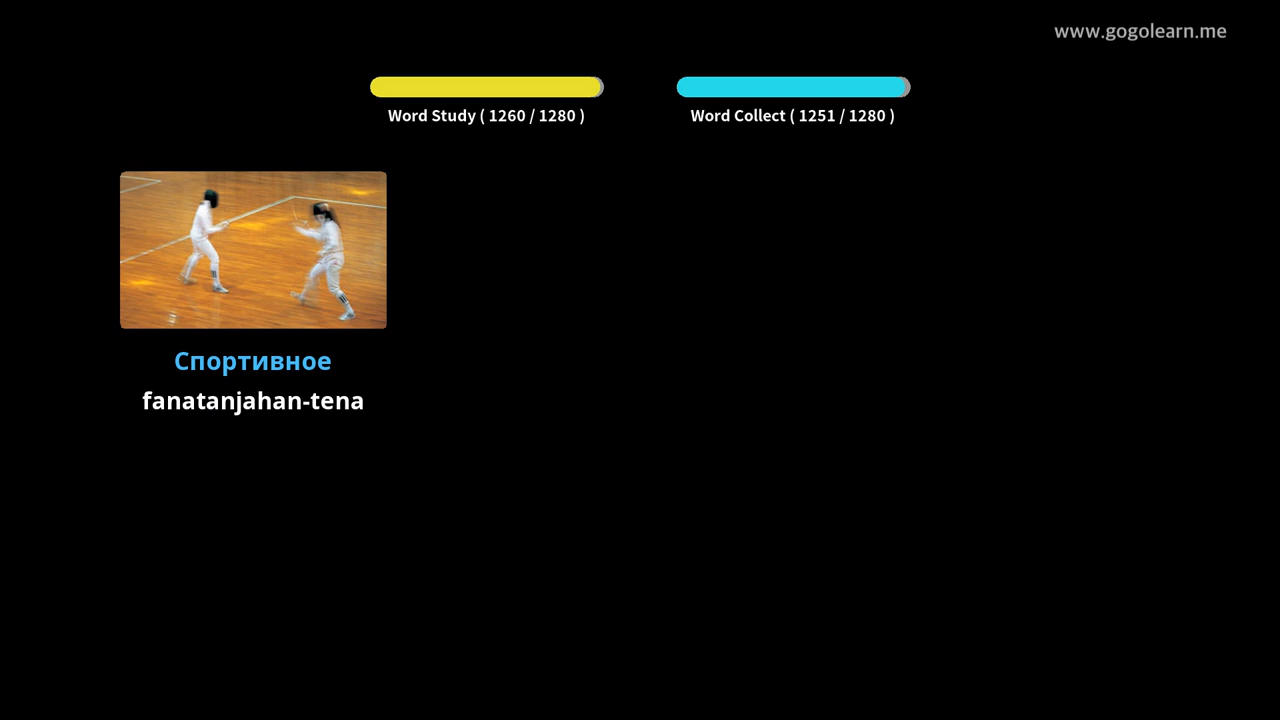 www.gogolearn.me
Word Study ( 1260 / 1280 )
Word Collect ( 1251 / 1280 )
Спортивное
fanatanjahan-tena